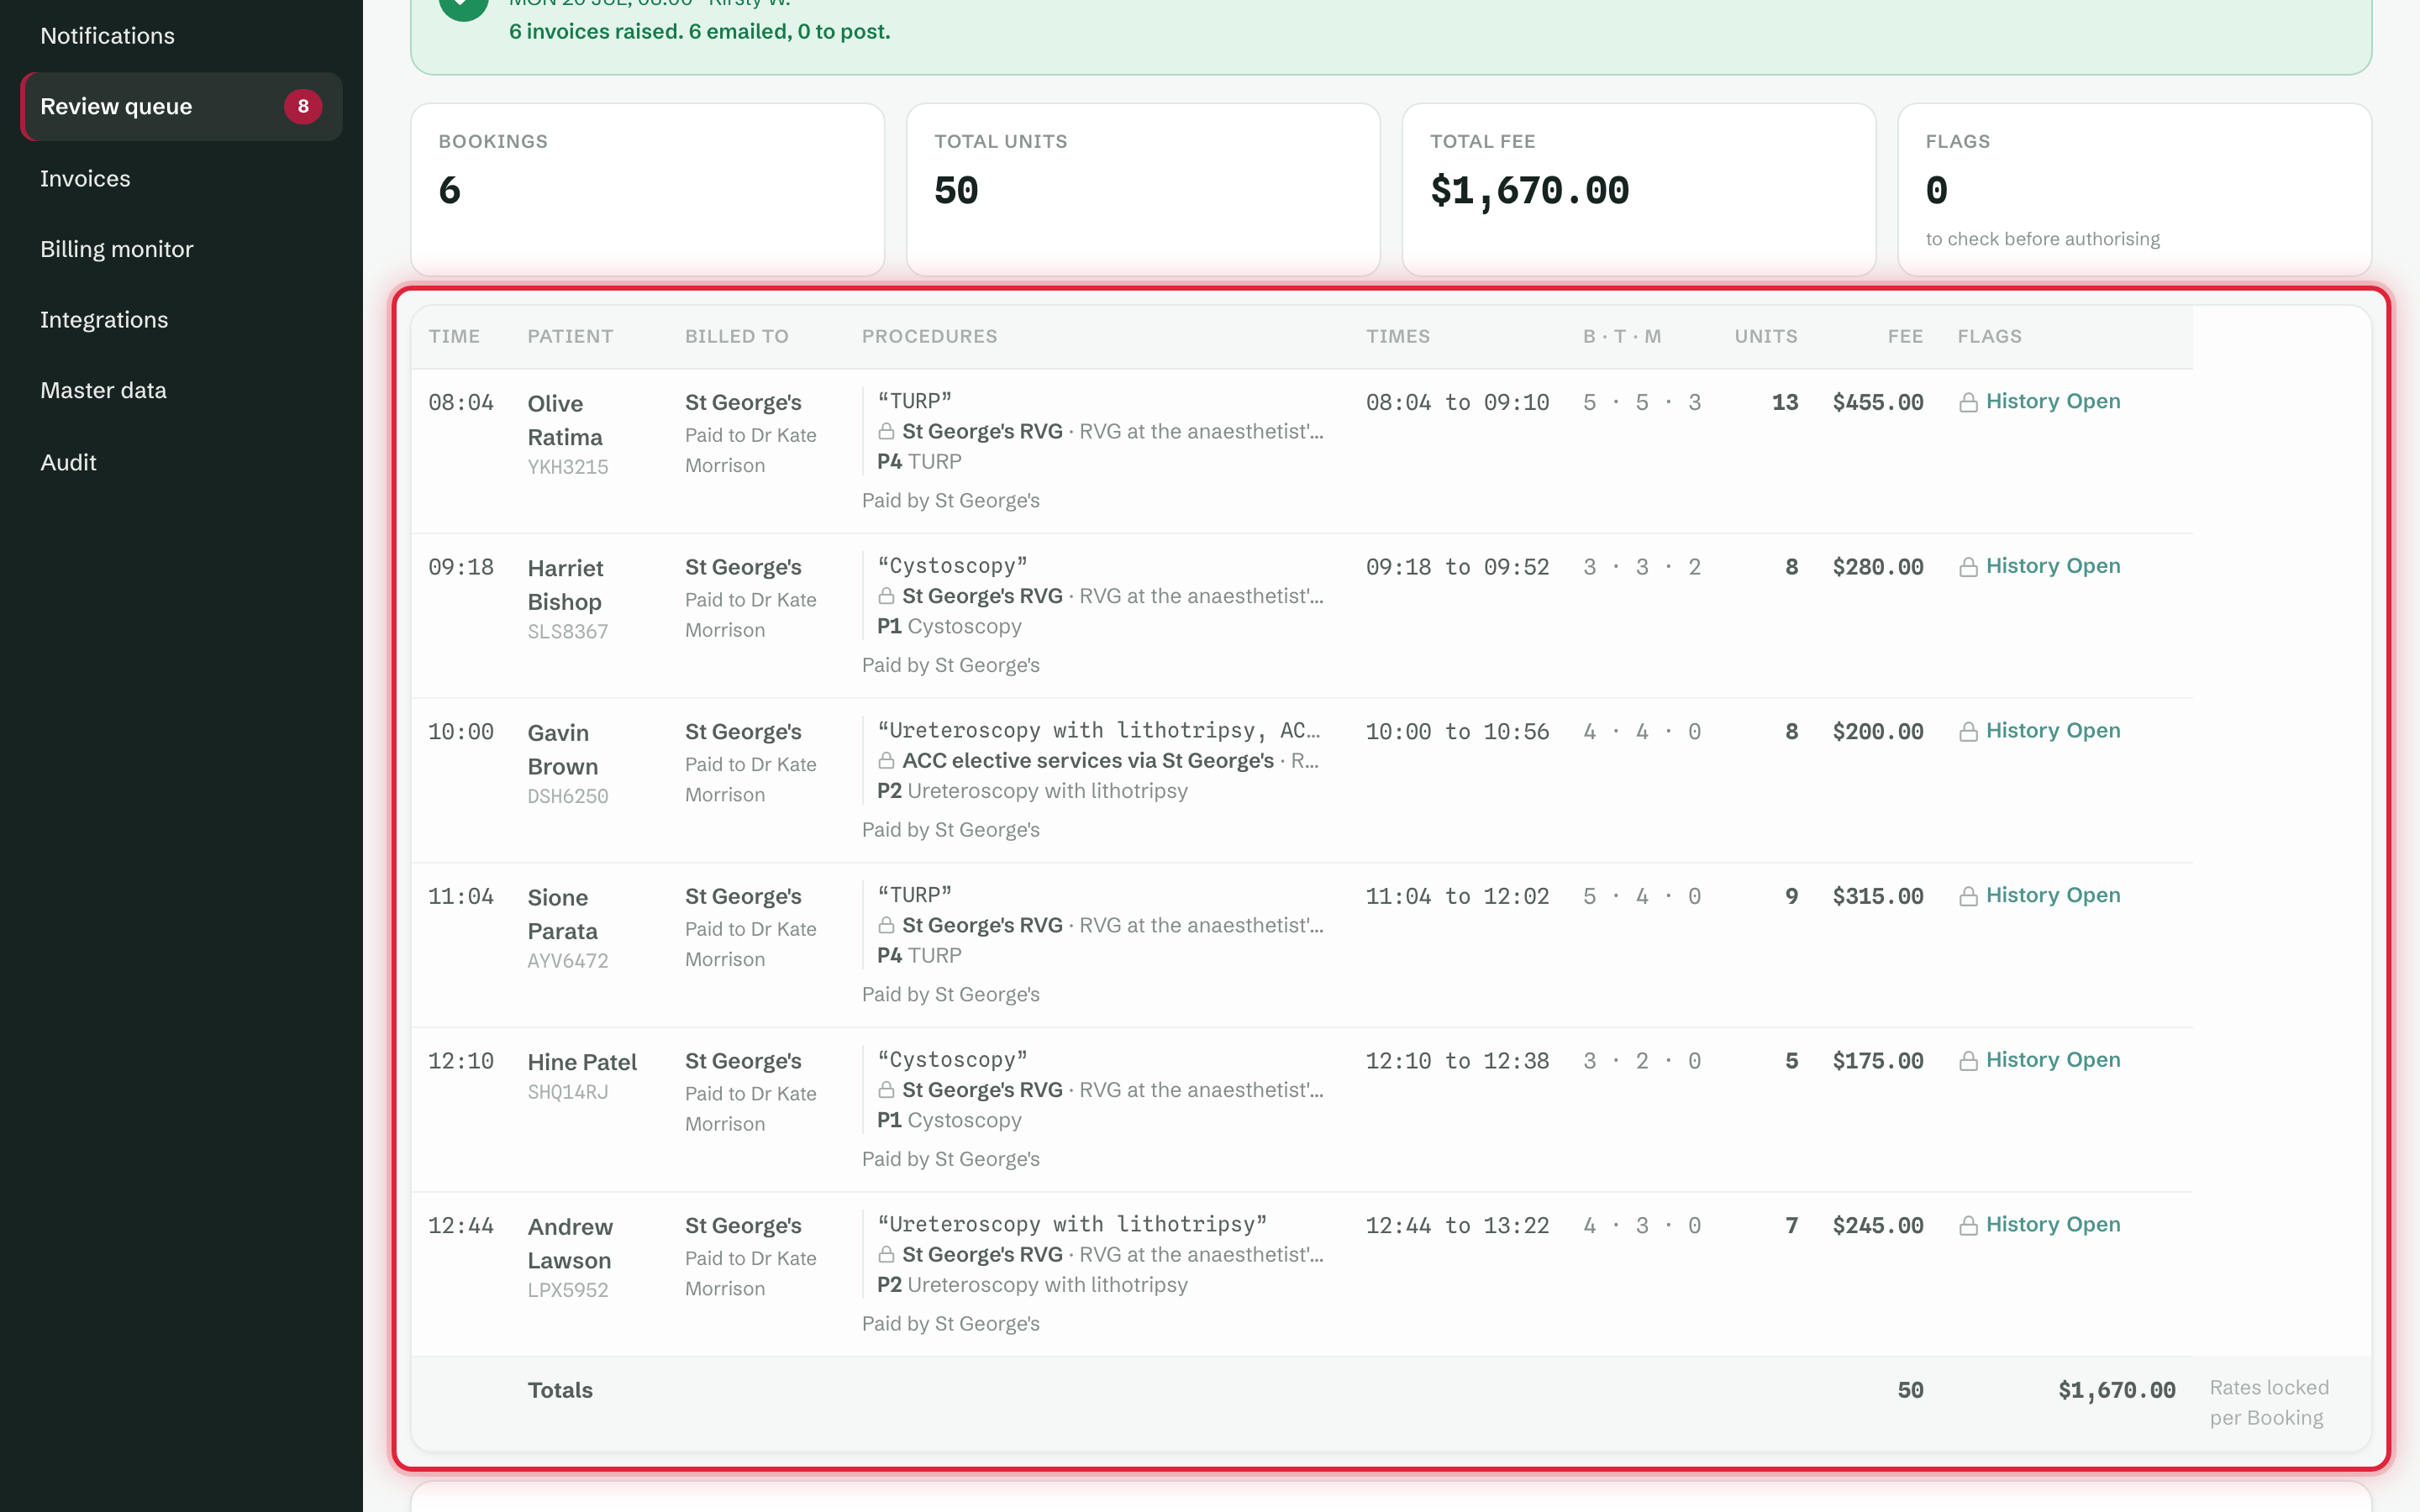 Notifications
Review queue 8
Invoices
Billing monitor
Integrations
Master data
Audit
6 invoices raised. 6 emailed, 0 to post.
BOOKINGS
6
TOTAL UNITS
50
TOTAL FEE
$1,670.00
FLAGS
0
to check before authorising
TIME PATIENT BILLED TO PROCEDURES TIMES B · T · M UNITS FEE FLAGS
08:04 Olive Ratima YKH3215 St George's Paid to Dr Kate Morrison
“TURP”
St George's RVG · RVG at the anaesthetist'…
P4 TURP
Paid by St George's
08:04 to 09:10 5 · 5 · 3 13 $455.00 History Open
09:18 Harriet Bishop SLS8367 St George's Paid to Dr Kate Morrison
“Cystoscopy”
St George's RVG · RVG at the anaesthetist'…
P1 Cystoscopy
Paid by St George's
09:18 to 09:52 3 · 3 · 2 8 $280.00 History Open
10:00 Gavin Brown DSH6250 St George's Paid to Dr Kate Morrison
“Ureteroscopy with lithotripsy, AC…
ACC elective services via St George's · R…
P2 Ureteroscopy with lithotripsy
Paid by St George's
10:00 to 10:56 4 · 4 · 0 8 $200.00 History Open
11:04 Sione Parata AYV6472 St George's Paid to Dr Kate Morrison
“TURP”
St George's RVG · RVG at the anaesthetist'…
P4 TURP
Paid by St George's
11:04 to 12:02 5 · 4 · 0 9 $315.00 History Open
12:10 Hine Patel SHQ14RJ St George's Paid to Dr Kate Morrison
“Cystoscopy”
St George's RVG · RVG at the anaesthetist'…
P1 Cystoscopy
Paid by St George's
12:10 to 12:38 3 · 2 · 0 5 $175.00 History Open
12:44 Andrew Lawson LPX5952 St George's Paid to Dr Kate Morrison
“Ureteroscopy with lithotripsy”
St George's RVG · RVG at the anaesthetist'…
P2 Ureteroscopy with lithotripsy
Paid by St George's
12:44 to 13:22 4 · 3 · 0 7 $245.00 History Open
Totals 50 $1,670.00 Rates locked per Booking